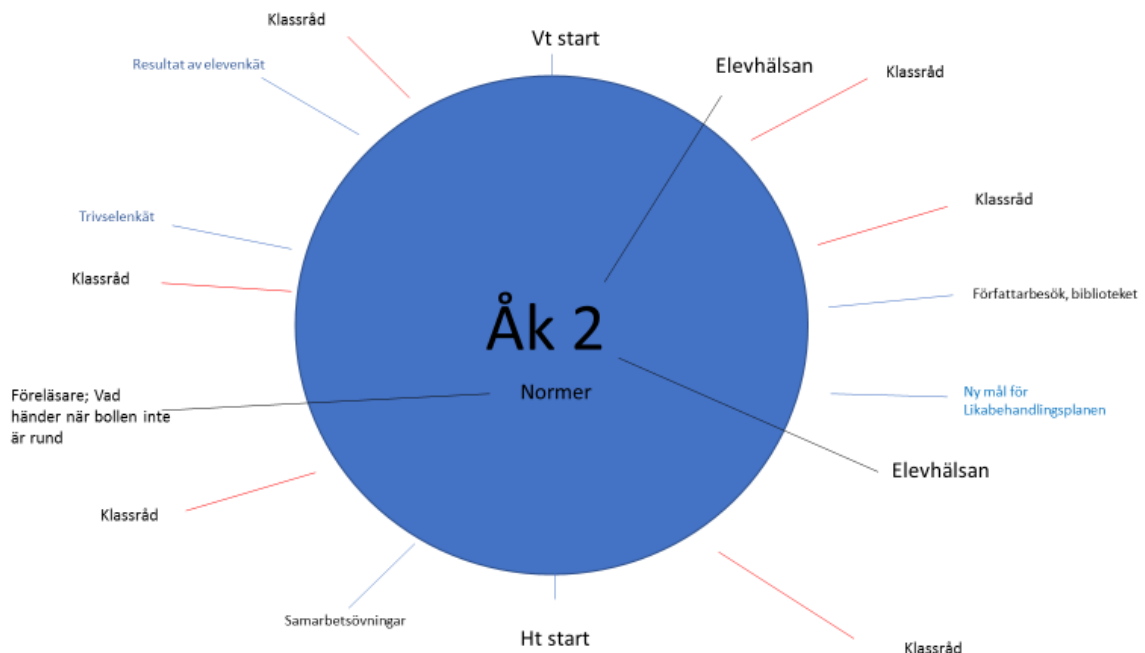 Klassråd
Vt start
Resultat av elevenkät
Elevhälsan
Klassråd
Klassråd
Trivselenkät
Klassråd
Författarbesök, biblioteket
Åk 2
Normer
Föreläsare; Vad
händer när bollen inte
är rund
Ny mål för
Likabehandlingsplanen
Elevhälsan
Klassråd
Samarbetsövningar
Ht start
Klassråd